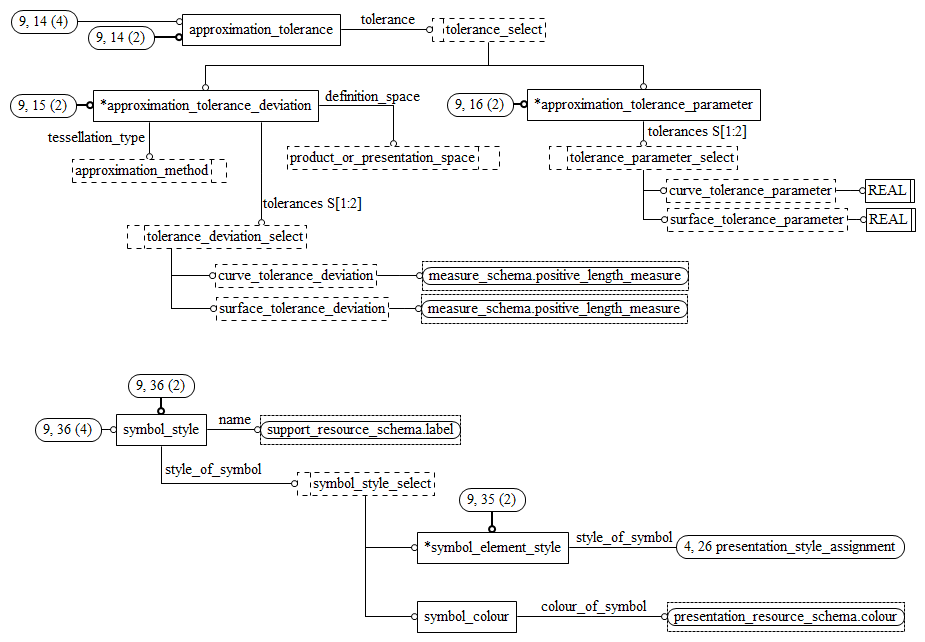 9, 14 (4)
9, 14 (2)
approximation_tolerance
tolerance
tolerance_select
9, 15 (2)
*approximation_tolerance_deviation
definition_space
9, 16 (2)
*approximation_tolerance_parameter
tessellation_type
tolerances S[1:2]
approximation_method
product_or_presentation_space
tolerance_parameter_select
curve_tolerance_parameter
REAL
tolerances S[1:2]
surface_tolerance_parameter
REAL
tolerance_deviation_select
curve_tolerance_deviation
measure_schema.positive_length_measure
surface_tolerance_deviation
measure_schema.positive_length_measure
9, 36 (2)
9, 36 (4)
symbol_style
name
support_resource_schema.label
style_of_symbol
symbol_style_select
9, 35 (2)
*symbol_element_style
style_of_symbol
4, 26 presentation_style_assignment
symbol_colour
colour_of_symbol
presentation_resource_schema.colour